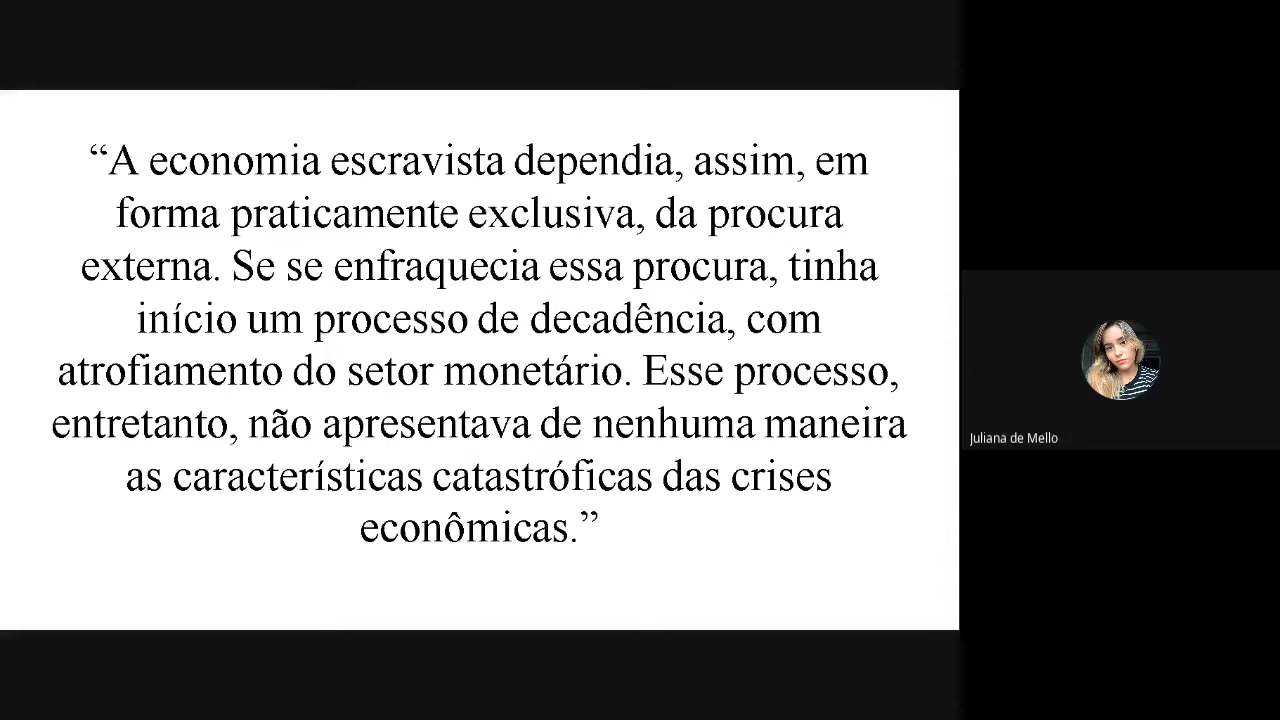 “A economia escravista dependia, assim, em
forma praticamente exclusiva, da procura
externa. Se se enfraquecia essa procura, tinha
início um processo de decadência, com
atrofiamento do setor monetário. Esse processo,
entretanto, não apresentava de nenhuma maneira
as características catastróficas das crises
econômicas.”
Juliana de Mello